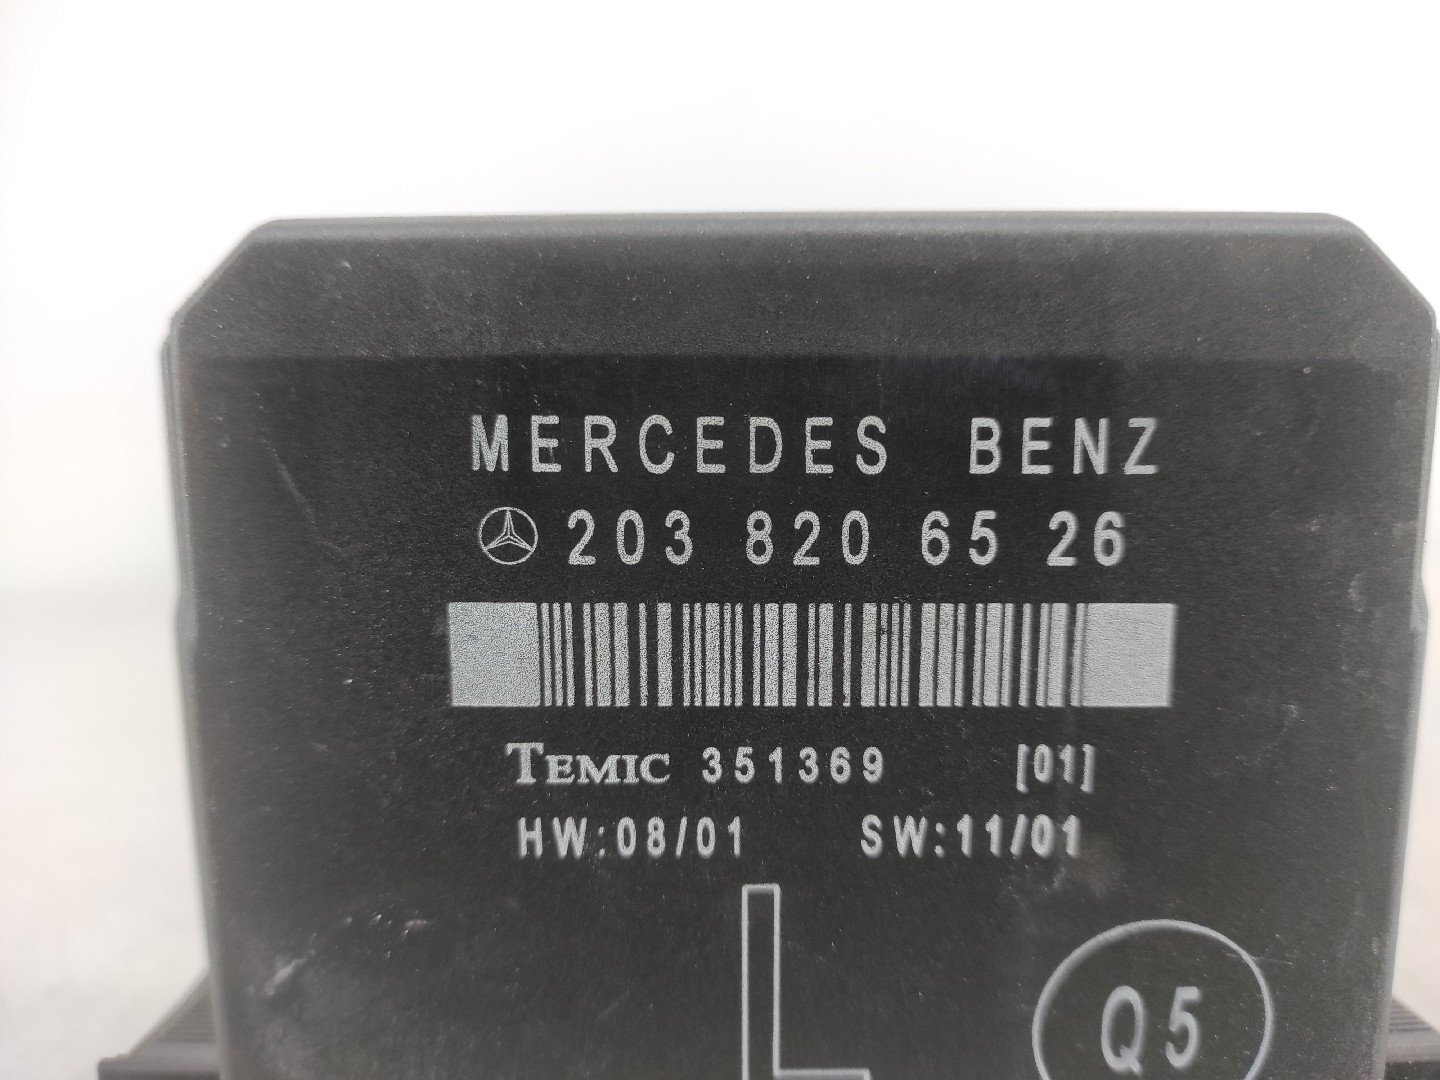 MERCEDES BENZ
203 820 65 26
TEMIC 351369 [01]
HW:08/01 SW:11/01
L
Q5